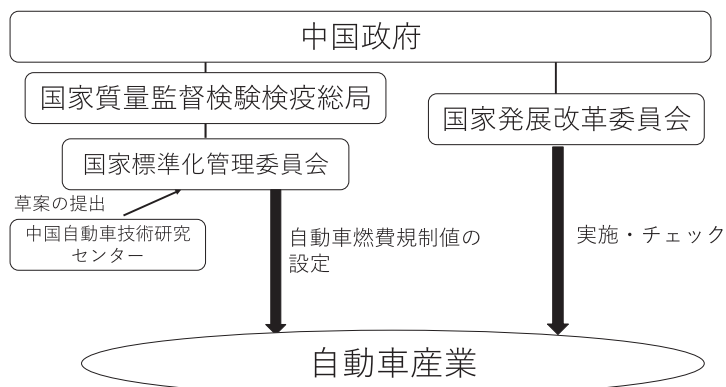 中国政府
国家質量監督検験検疫総局
国家発展改革委員会
国家標準化管理委員会
草案の提出
中国自動車技術研究
センター
自動車燃費規制値の
設定
実施・チェック
自動車産業